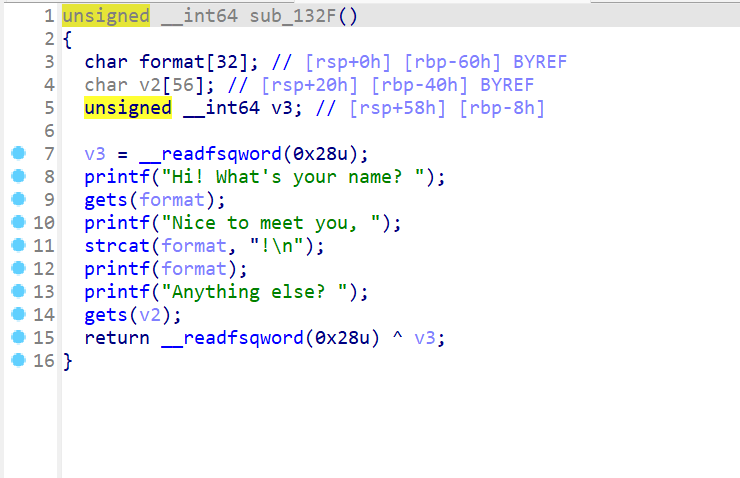 1 unsigned __int64 sub_132F()
2 {
3 char format[32]; // [rsp+0h] [rbp-60h] BYREF
4 char v2[56]; // [rsp+20h] [rbp-40h] BYREF
5 unsigned __int64 v3; // [rsp+58h] [rbp-8h]
6
7 v3 = __readfsqword(0x28u);
8 printf("Hi! What's your name? ");
9 gets(format);
10 printf("Nice to meet you, ");
11 strcat(format, "!\n");
12 printf(format);
13 printf("Anything else? ");
14 gets(v2);
15 return __readfsqword(0x28u) ^ v3;
16 }